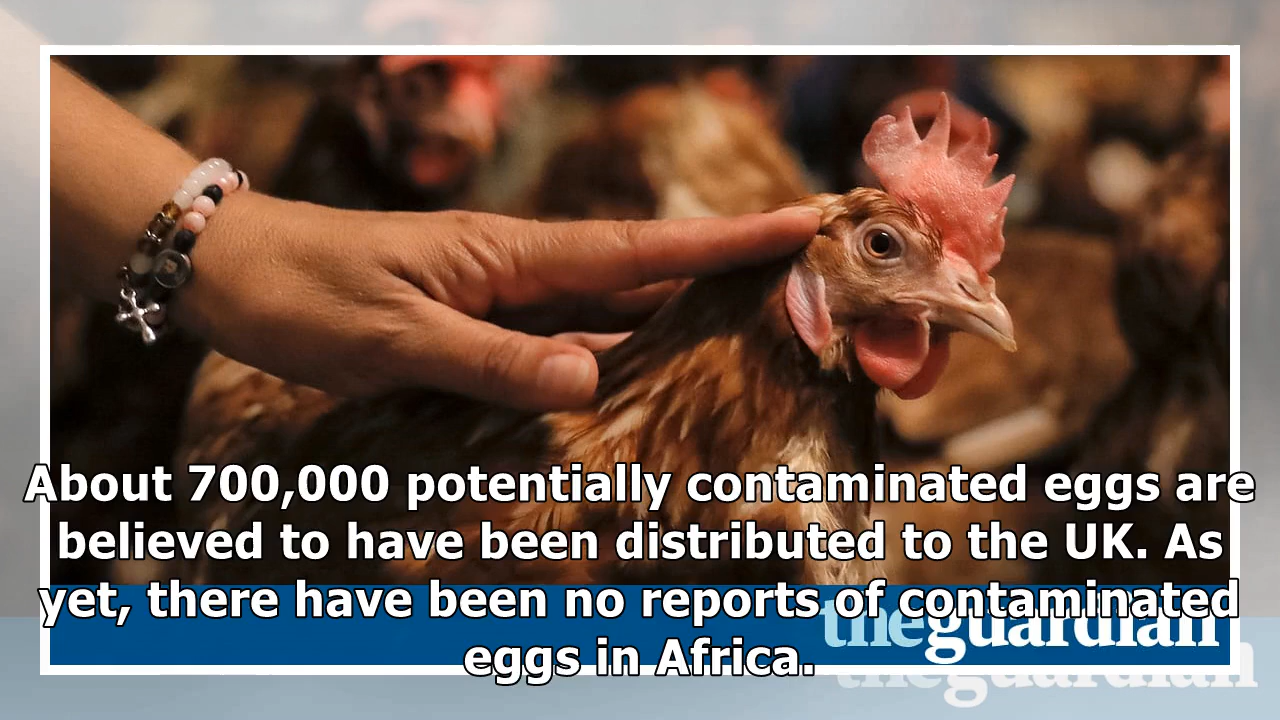 About 700,000 potentially contaminated eggs are
believed to have been distributed to the UK. As
yet, there have been no reports of contaminated
eggs in Africa.
theguardian
theguardian